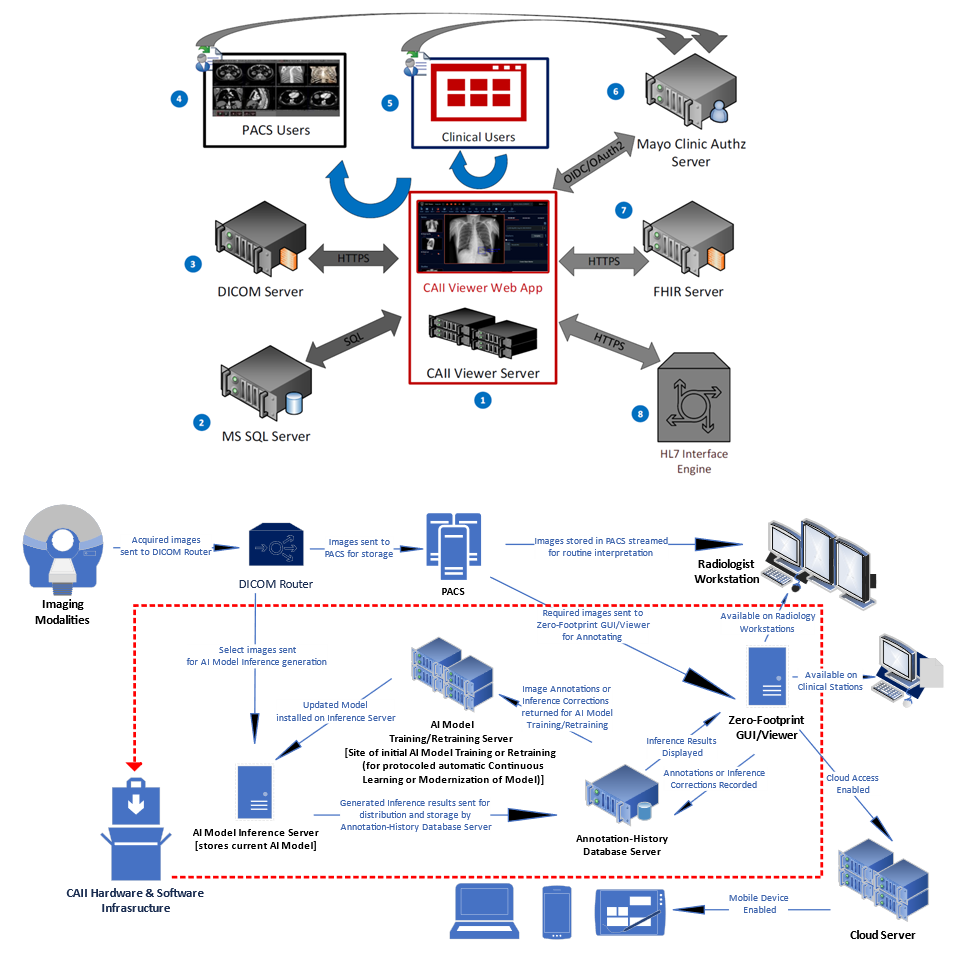 4
PACS Users
5
Clinical Users
6
Mayo Clinic Authz
Server
OIDC/OAuth2
3
DICOM Server
HTTPS
CAII Viewer Web App
CAII Viewer Server
1
HTTPS
7
FHIR Server
SQL
2
MS SQL Server
HTTPS
8
HL7 Interface
Engine
Imaging
Modalities
Acquired images
sent to DICOM Router
DICOM Router
Images sent to
PACS for storage
PACS
Images stored in PACS streamed
for routine interpretation
Radiologist
Workstation
Required images sent to
Zero-Footprint GUI/Viewer
for Annotating
Available on Radiology
Workstations
Select images sent
for AI Model Inference generation
Available on
Clinical Stations
Zero-Footprint
GUI/Viewer
Updated Model
installed on Inference Server
AI Model
Training/Retraining Server
[Site of initial AI Model Training or Retraining
(for protocoled automatic Continuous
Learning or Modernization of Model)]
Image Annotations or
Inference Corrections
returned for AI Model
Training/Retraining
Inference Results
Displayed
Annotations or Inference
Corrections Recorded
Cloud Access
Enabled
AI Model Inference Server
[stores current AI Model]
Generated Inference results sent for
distribution and storage by
Annotation-History Database Server
Annotation-History
Database Server
CAII Hardware & Software
Infrasructure
Mobile Device
Enabled
Cloud Server